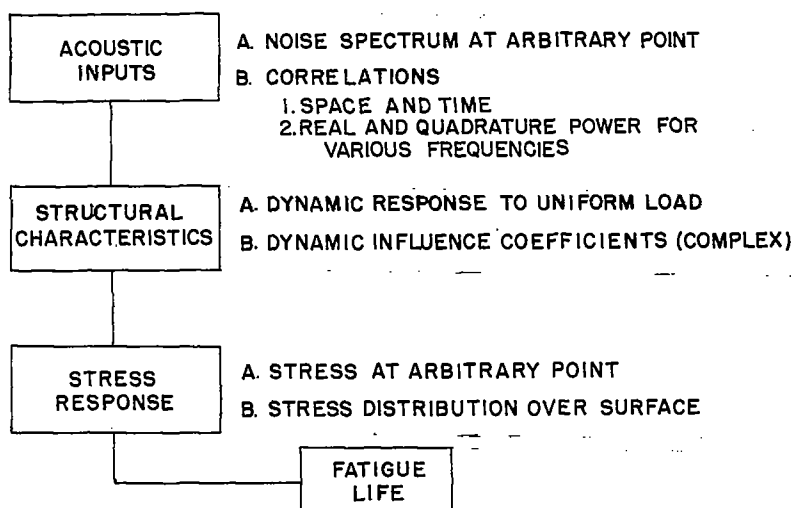 ACOUSTIC
INPUTS
A. NOISE SPECTRUM AT ARBITRARY POINT
B. CORRELATIONS
1. SPACE AND TIME
2. REAL AND QUADRATURE POWER FOR
VARIOUS FREQUENCIES
STRUCTURAL
CHARACTERISTICS
A. DYNAMIC RESPONSE TO UNIFORM LOAD
B. DYNAMIC INFLUENCE COEFFICIENTS (COMPLEX)
STRESS
RESPONSE
A. STRESS AT ARBITRARY POINT
B. STRESS DISTRIBUTION OVER SURFACE
FATIGUE
LIFE